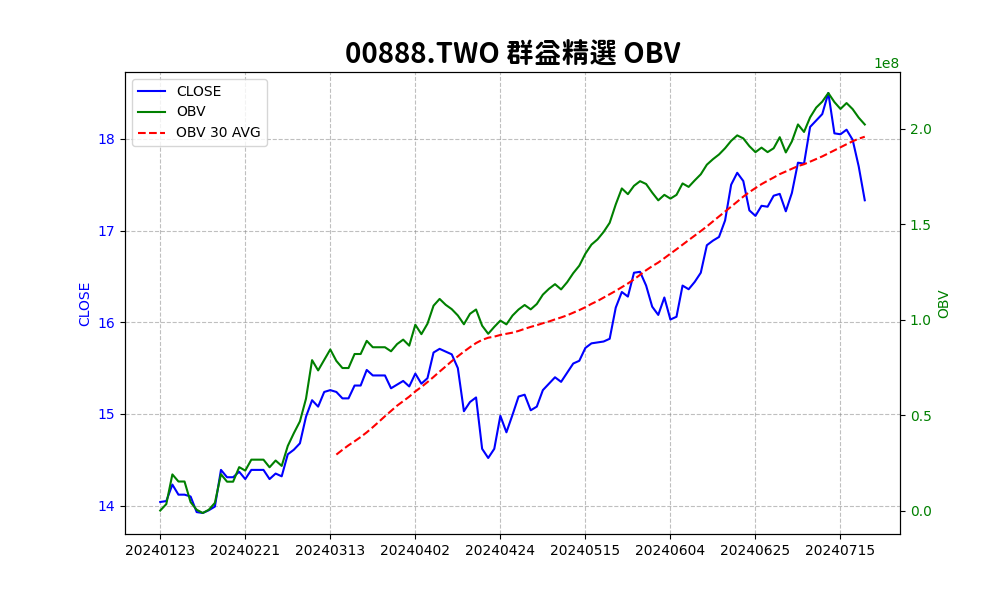 00888.TWO 群益精選 OBV
1e8
CLOSE
OBV
OBV 30 AVG
18
17
16
15
14
CLOSE
2.0
1.5
1.0
0.5
0.0
OBV
20240123 20240221 20240313 20240402 20240424 20240515 20240604 20240625 20240715